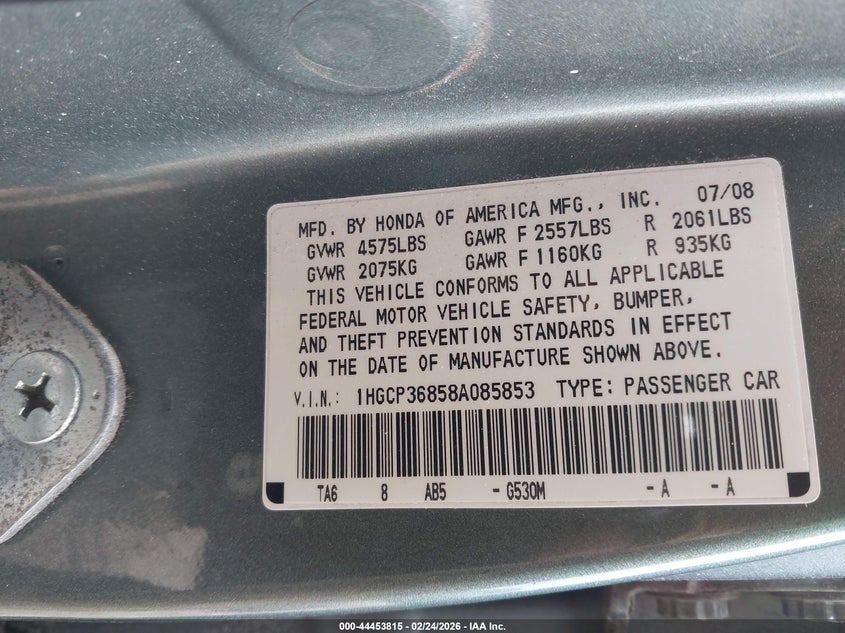 MFD. BY HONDA OF AMERICA MFG., INC. 07/08
GVWR 4575LBS GAWR F 2557LBS R 2061LBS
GVWR 2075KG GAWR F 1160KG R 935KG
THIS VEHICLE CONFORMS TO ALL APPLICABLE
FEDERAL MOTOR VEHICLE SAFETY, BUMPER,
AND THEFT PREVENTION STANDARDS IN EFFECT
ON THE DATE OF MANUFACTURE SHOWN ABOVE.
V.I.N.: 1HGCP36858A085853 TYPE: PASSENGER CAR
TA6 8 AB5 - G530M - A - A
000-44453815 - 02/24/2026 - IAA Inc.